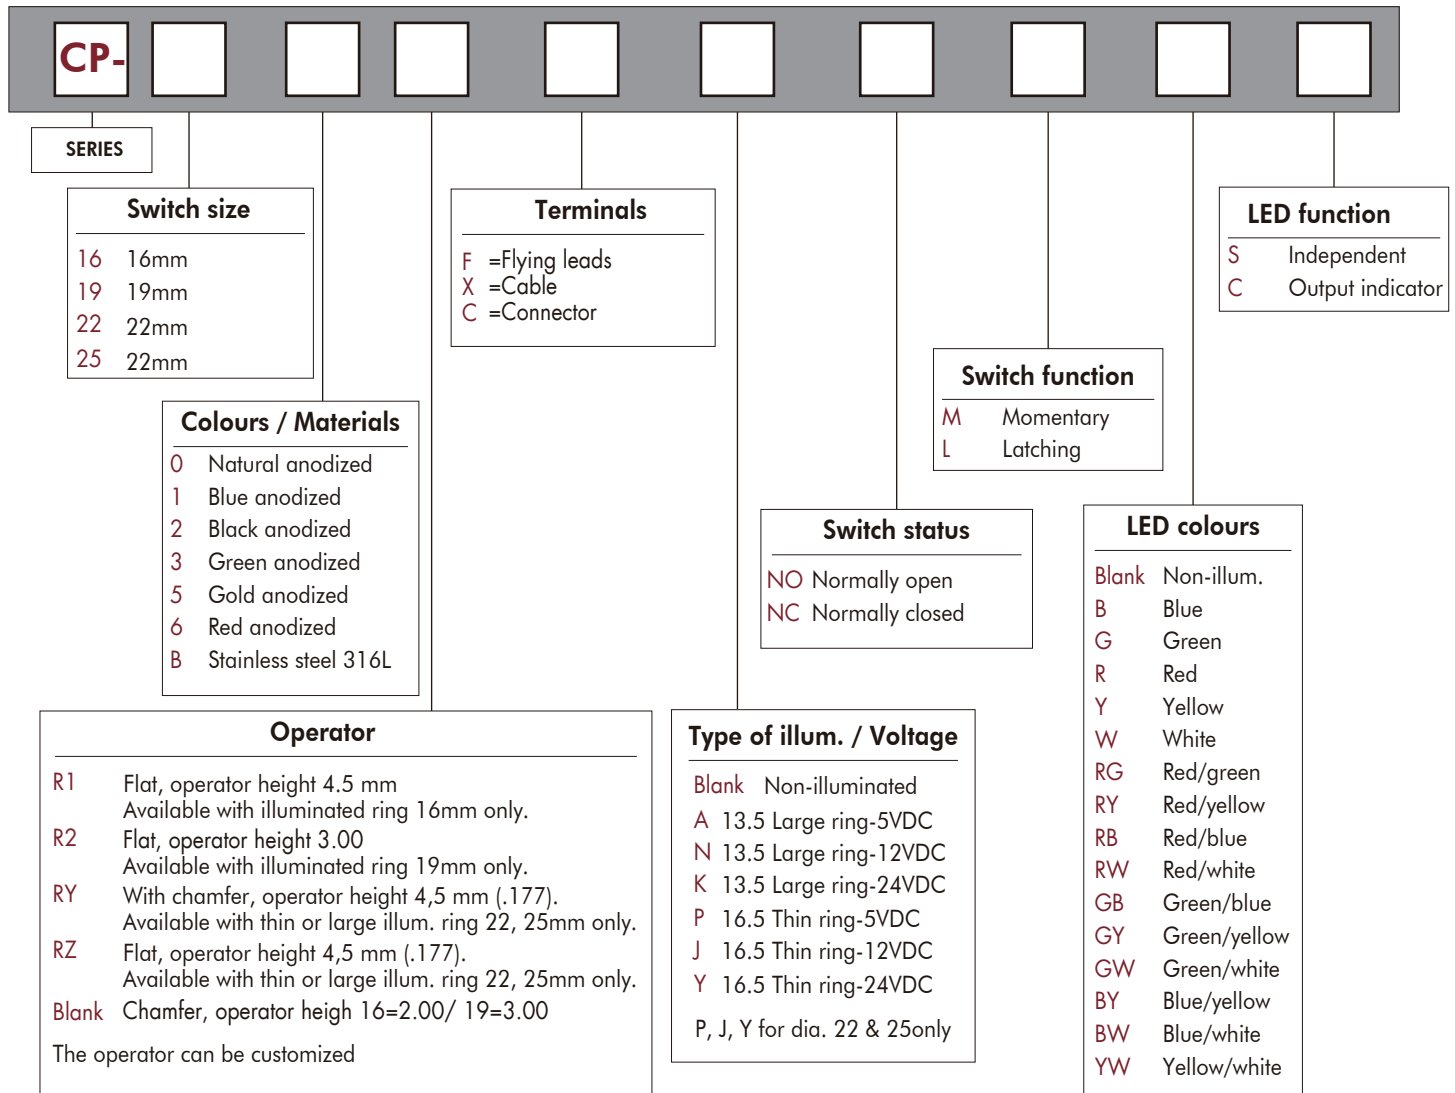 CP-
SERIES
Switch size
16 16mm
19 19mm
22 22mm
25 22mm
Colours / Materials
0 Natural anodized
1 Blue anodized
2 Black anodized
3 Green anodized
5 Gold anodized
6 Red anodized
B Stainless steel 316L
Operator
R1 Flat, operator height 4.5 mm
Available with illuminated ring 16mm only.
R2 Flat, operator height 3.00
Available with illuminated ring 19mm only.
RY With chamfer, operator height 4,5 mm (.177).
Available with thin or large illum. ring 22, 25mm only.
RZ Flat, operator height 4,5 mm (.177).
Available with thin or large illum. ring 22, 25mm only.
Blank Chamfer, operator heigh 16=2.00/ 19=3.00
The operator can be customized
Terminals
F =Flying leads
X =Cable
C =Connector
Type of illum. / Voltage
Blank Non-illuminated
A 13.5 Large ring-5VDC
N 13.5 Large ring-12VDC
K 13.5 Large ring-24VDC
P 16.5 Thin ring-5VDC
J 16.5 Thin ring-12VDC
Y 16.5 Thin ring-24VDC
P, J, Y for dia. 22 & 25only
Switch status
NO Normally open
NC Normally closed
Switch function
M Momentary
L Latching
LED colours
Blank Non-illum.
B Blue
G Green
R Red
Y Yellow
W White
RG Red/green
RY Red/yellow
RB Red/blue
RW Red/white
GB Green/blue
GY Green/yellow
GW Green/white
BY Blue/yellow
BW Blue/white
YW Yellow/white
LED function
S Independent
C Output indicator